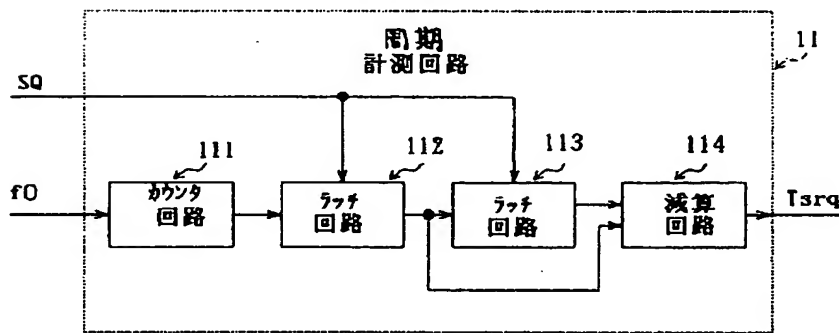 周期
計測回路
11
SQ
111
112
113
114
f0
カウンタ
回路
ラッチ
回路
ラッチ
回路
減算
回路
Tsrq